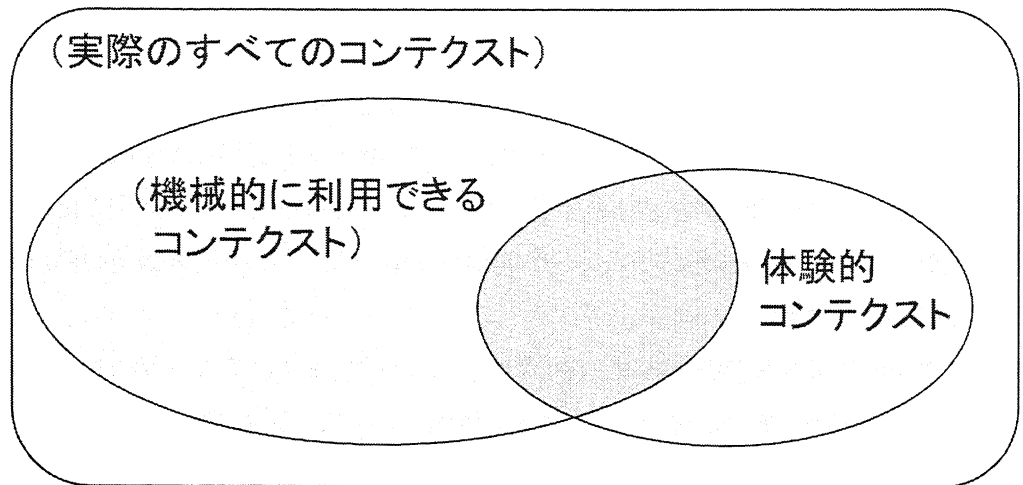 （実際のすべてのコンテクスト）
（機械的に利用できる
コンテクスト）
体験的
コンテクスト